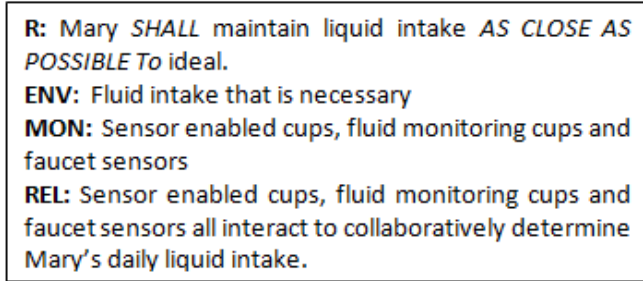 R: Mary SHALL maintain liquid intake AS CLOSE AS
POSSIBLE To ideal.
ENV: Fluid intake that is necessary
MON: Sensor enabled cups, fluid monitoring cups and
faucet sensors
REL: Sensor enabled cups, fluid monitoring cups and
faucet sensors all interact to collaboratively determine
Mary's daily liquid intake.